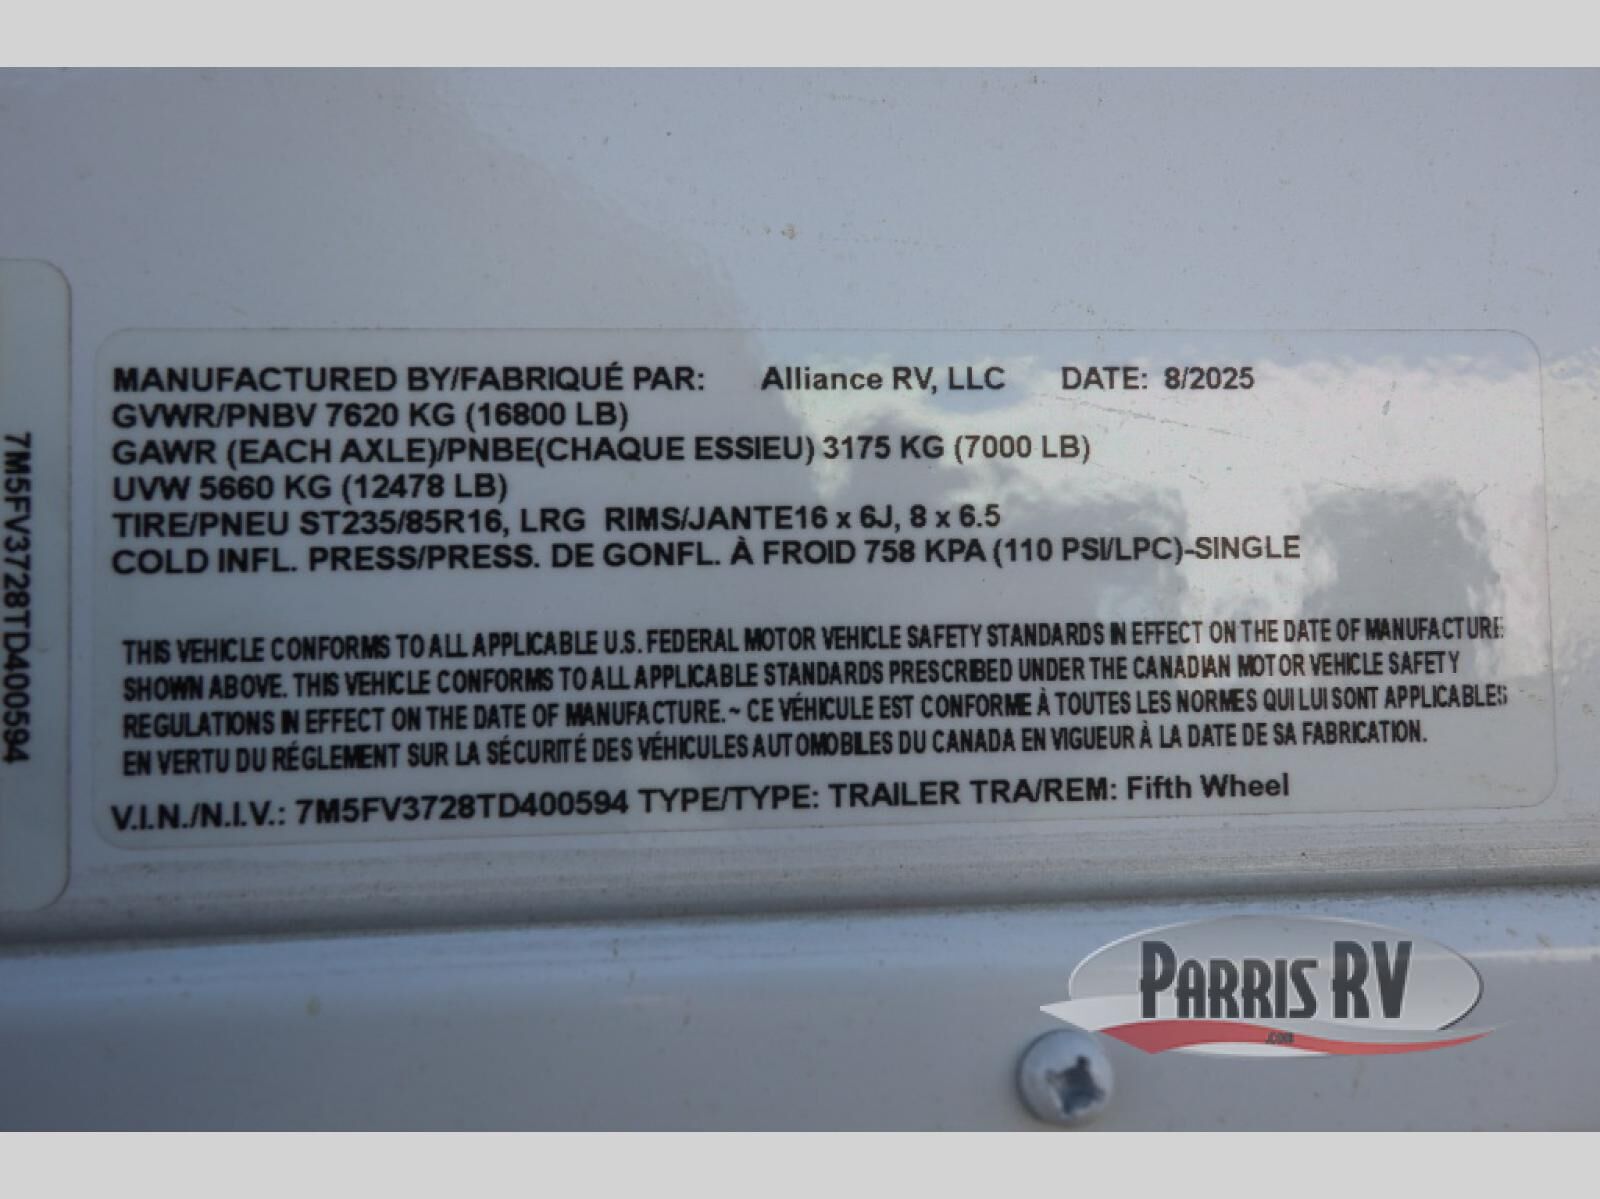 MANUFACTURED BY/FABRIQUÉ PAR: Alliance RV, LLC DATE: 8/2025
GVWR/PNBV 7620 KG (16800 LB)
GAWR (EACH AXLE)/PNBE(CHAQUE ESSIEU) 3175 KG (7000 LB)
UVW 5660 KG (12478 LB)
TIRE/PNEU ST235/85R16, LRG RIMS/JANTE16 x 6J, 8 x 6.5
COLD INFL. PRESS/PRESS. DE GONFL. À FROID 758 KPA (110 PSI/LPC)-SINGLE
THIS VEHICLE CONFORMS TO ALL APPLICABLE U.S. FEDERAL MOTOR VEHICLE SAFETY STANDARDS IN EFFECT ON THE DATE OF MANUFACTURE
SHOWN ABOVE. THIS VEHICLE CONFORMS TO ALL APPLICABLE STANDARDS PRESCRIBED UNDER THE CANADIAN MOTOR VEHICLE SAFETY
REGULATIONS IN EFFECT ON THE DATE OF MANUFACTURE. ~ CE VÉHICULE EST CONFORME À TOUTES LES NORMES QUI LUI SONT APPLICABLES
EN VERTU DU RÉGLEMENT SUR LA SÉCURITÉ DES VÉHICULES AUTOMOBILES DU CANADA EN VIGUEUR À LA DATE DE SA FABRICATION.
V.I.N./N.I.V.: 7M5FV3728TD400594 TYPE/TYPE: TRAILER TRA/REM: Fifth Wheel
7M5FV3728TD400594
PARRIS RV
.COM